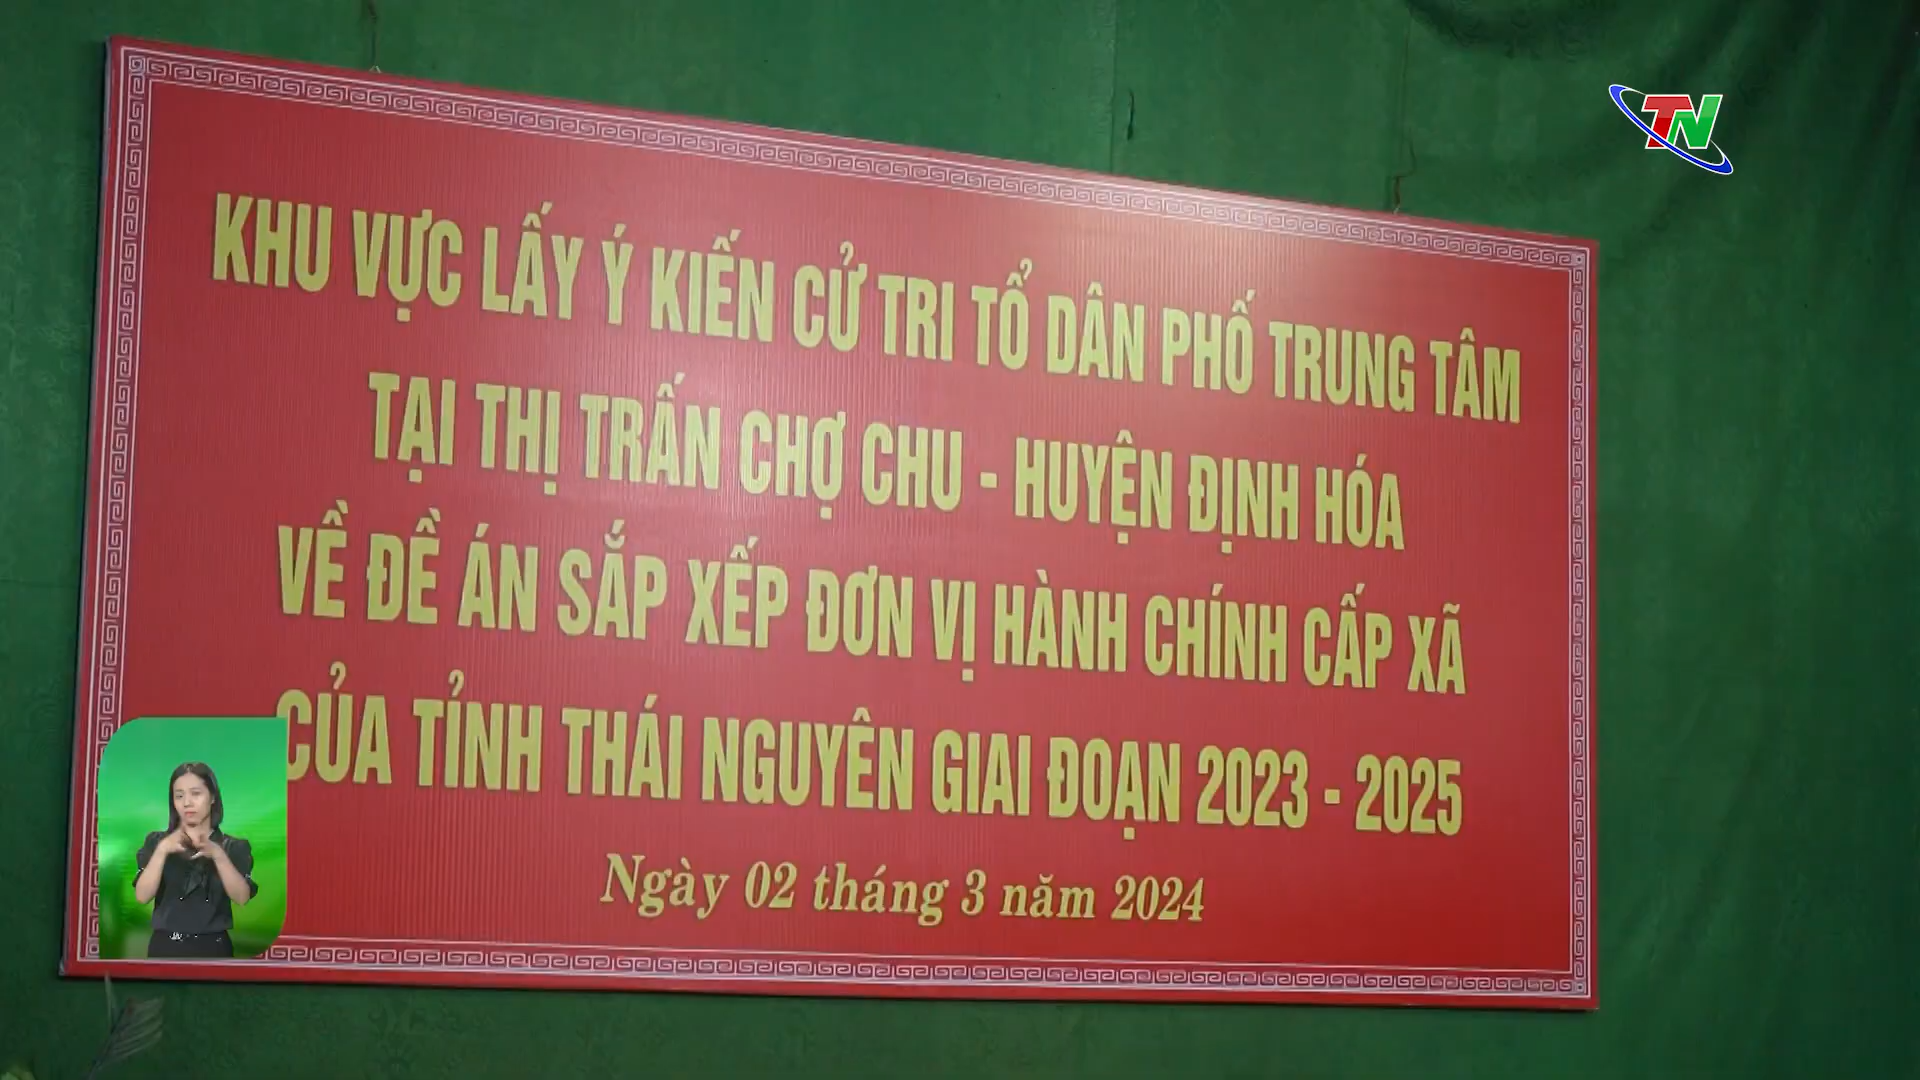 TN
KHU VỰC LẤY Ý KIẾN CỬ TRI TỔ DÂN PHỐ TRUNG TÂM
TẠI THỊ TRẤN CHỢ CHU - HUYỆN ĐỊNH HÓA
VỀ ĐỀ ÁN SẮP XẾP ĐƠN VỊ HÀNH CHÍNH CẤP XÃ
CỦA TỈNH THÁI NGUYÊN GIAI ĐOẠN 2023 - 2025
Ngày 02 tháng 3 năm 2024